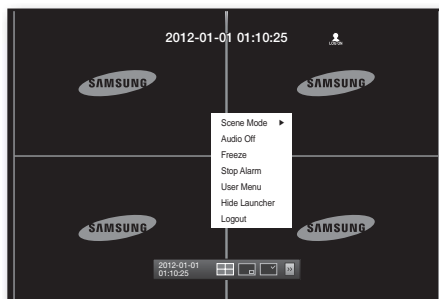 2012-01-01 01:10:25
LOG ON
SAMSUNG
SAMSUNG
Scene Mode
Audio Off
Freeze
Stop Alarm
User Menu
Hide Launcher
Logout
SAMSUNG
SAMSUNG
2012-01-01
01:10:25